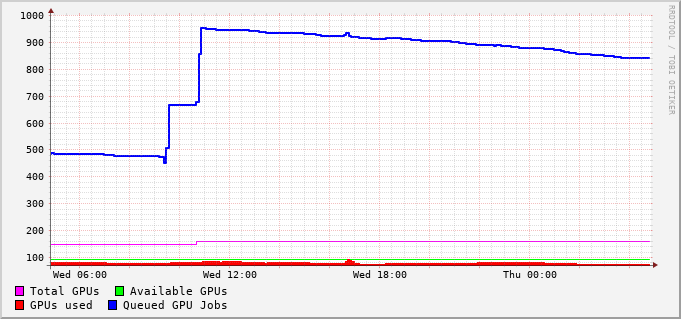 1000
900
800
700
600
500
400
300
200
100
Wed 06:00 Wed 12:00 Wed 18:00 Thu 00:00
Total GPUs Available GPUs
GPUs used Queued GPU Jobs
RRDTOOL / TOBI OETIKER